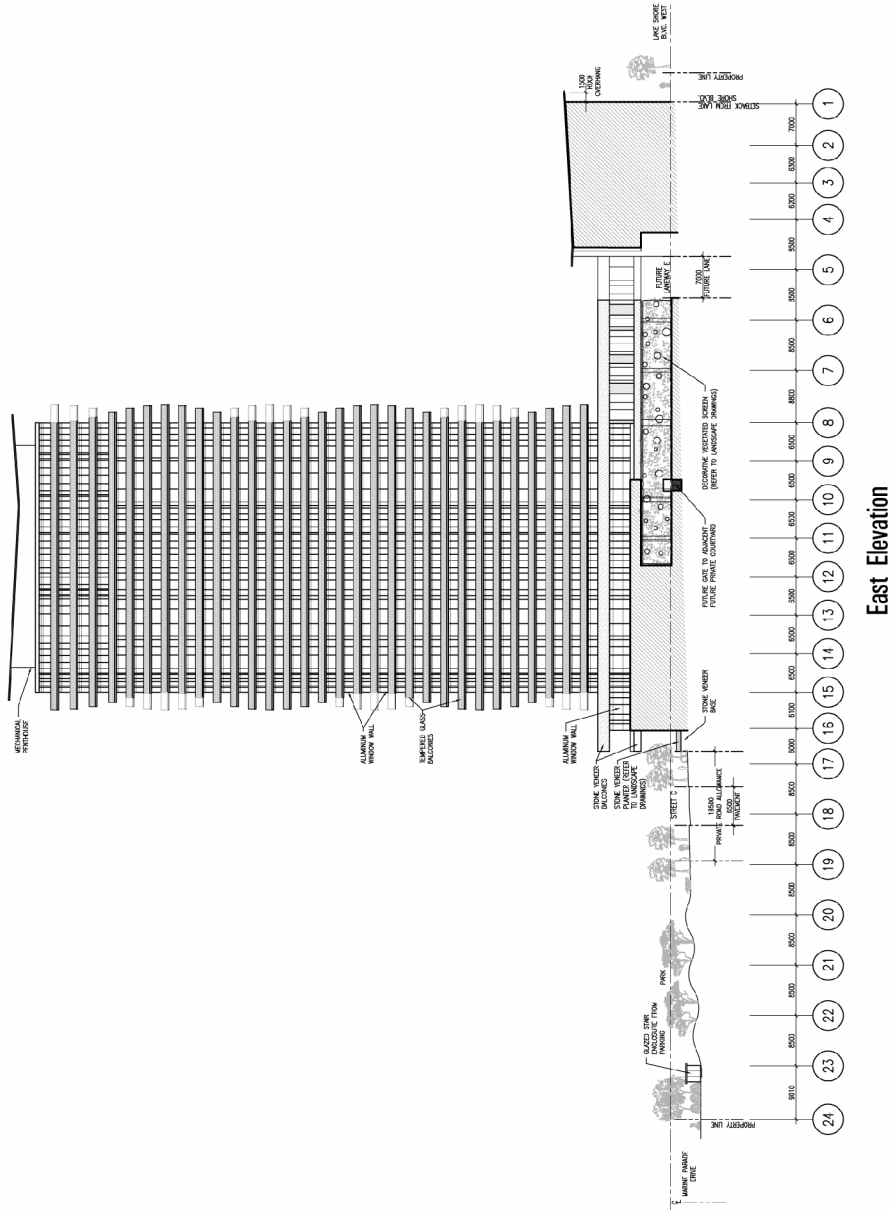 MECHANICAL
PENTHOUSE
ALUMINUM
WINDOW WALL
TEMPERED GLASS
BALCONIES
ALUMINUM
WINDOW WALL
STONE VENEER
BALCONIES
STONE VENEER
PLANTER (REFER
TO LANDSCAPE
DRAWINGS)
STONE VENEER
BASE
1500
ROOF
OVERHANG
LAKE SHORE
BLVD. WEST
PROPERTY LINE
SETBACK FROM LAKE
SHORE BLVD.
FUTURE
LANEWAY E
7000
FUTURE LANE
DECORATIVE VEGETATED SCREEN
(REFER TO LANDSCAPE DRAWINGS)
FUTURE GATE TO ADJACENT
FUTURE PRIVATE COURTYARD
STREET C
18500
PRIVATE ROAD ALLOWANCE
6500
PAVEMENT
PARK
GLAZED STAIR
ENCLOSURE FROM
PARKING
PROPERTY LINE
MARINE PARADE
DRIVE
9010 8500 8500 8500 8500 8500 8500 9000 6100 6500 6500 6500 6500 6500 6500 6500 8800 8500 8500 8500 6200 6300 7000
24 23 22 21 20 19 18 17 16 15 14 13 12 11 10 9 8 7 6 5 4 3 2 1
East Elevation